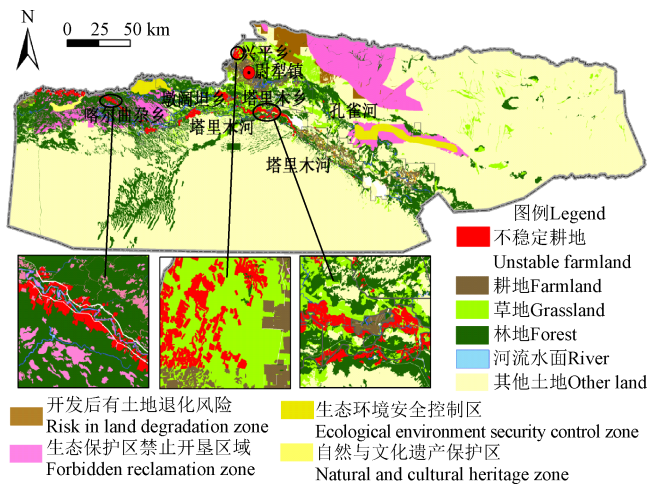 N
0 25 50 km
兴平乡
尉犁镇
喀尔曲尕乡
敦阔坦乡
塔里木乡
孔雀河
塔里木河
塔里木河
图例Legend
不稳定耕地
Unstable farmland
耕地Farmland
草地Grassland
林地Forest
河流水面River
其他土地Other land
开发后有土地退化风险
Risk in land degradation zone
生态保护区禁止开垦区域
Forbidden reclamation zone
生态环境安全控制区
Ecological environment security control zone
自然与文化遗产保护区
Natural and cultural heritage zone